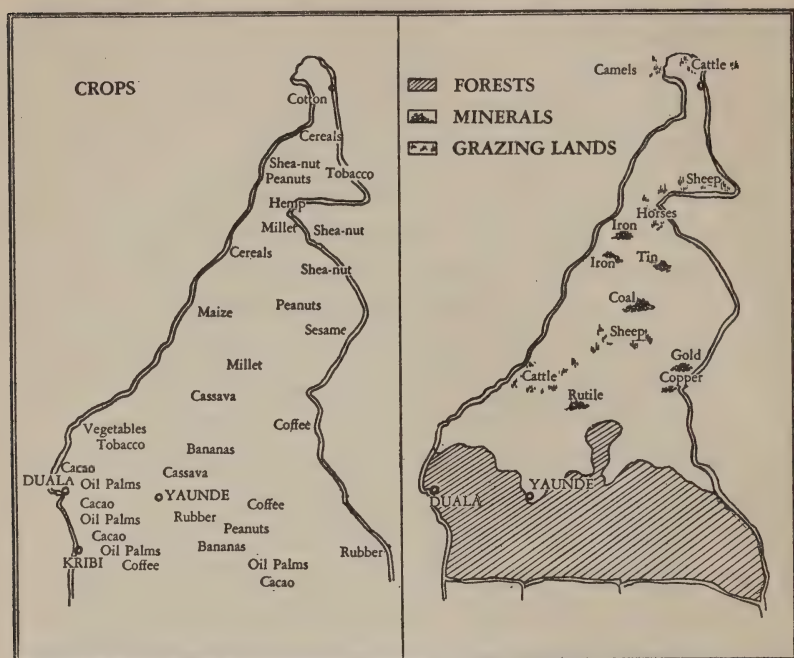 CROPS
Cotton
Cereals
Shea-nut
Peanuts
Tobacco
Hemp
Millet
Shea-nut
Cereals
Shea-nut
Maize
Peanuts
Sesame
Millet
Cassava
Vegetables
Tobacco
Coffee
Bananas
Cacao
Cassava
DUALA
Oil Palms
YAUNDE
Cacao
Coffee
Oil Palms
Rubber
Peanuts
Cacao
Bananas
Oil Palms
Rubber
KRIBI
Coffee
Oil Palms
Cacao
Camels
Cattle
FORESTS
MINERALS
GRAZING LANDS
Sheep
Horses
Iron
Iron
Tin
Coal
Sheep
Gold
Cattle
Copper
Rutile
YAUNDE
DUALA